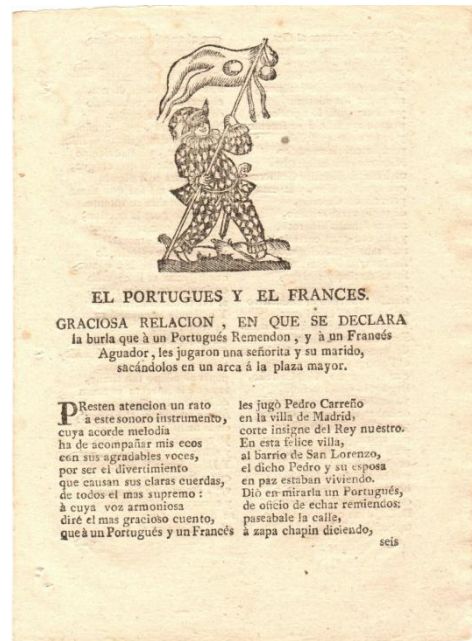 EL PORTUGUES Y EL FRANCES.
GRACIOSA RELACION , EN QUE SE DECLARA
la burla que à un Portugués Remendon , y à un Francés
Aguador , les jugaron una señorita y su marido,
sacándolos en un arca á la plaza mayor.
PResten atencion un rato
à este sonoro instrumento,
cuya acorde melodía
ha de acompañar mis ecos
con sus agradables voces,
por ser el divertimiento
que causan sus claras cuerdas,
de todos el mas supremo :
à cuya voz armoniosa
diré el mas gracioso cuento,
que à un Portugués y un Francés
les jugò Pedro Carreño
en la villa de Madrid,
corte insigne del Rey nuestro.
En esta felice villa,
al barrio de San Lorenzo,
el dicho Pedro y su esposa
en paz estaban viviendo.
Diò en mirarla un Portugués,
de oficio de echar remiendos;
paseabale la calle,
à zapa chapin diciendo,
seis